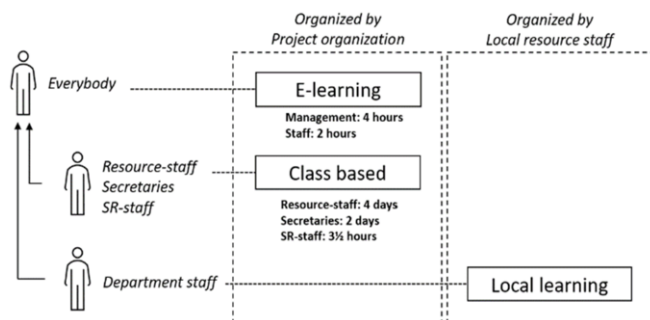 Organized by
Project organization
Organized by
Local resource staff
Everybody
E-learning
Management: 4 hours
Staff: 2 hours
Resource-staff
Secretaries
SR-staff
Class based
Resource-staff: 4 days
Secretaries: 2 days
SR-staff: 3½ hours
Department staff
Local learning